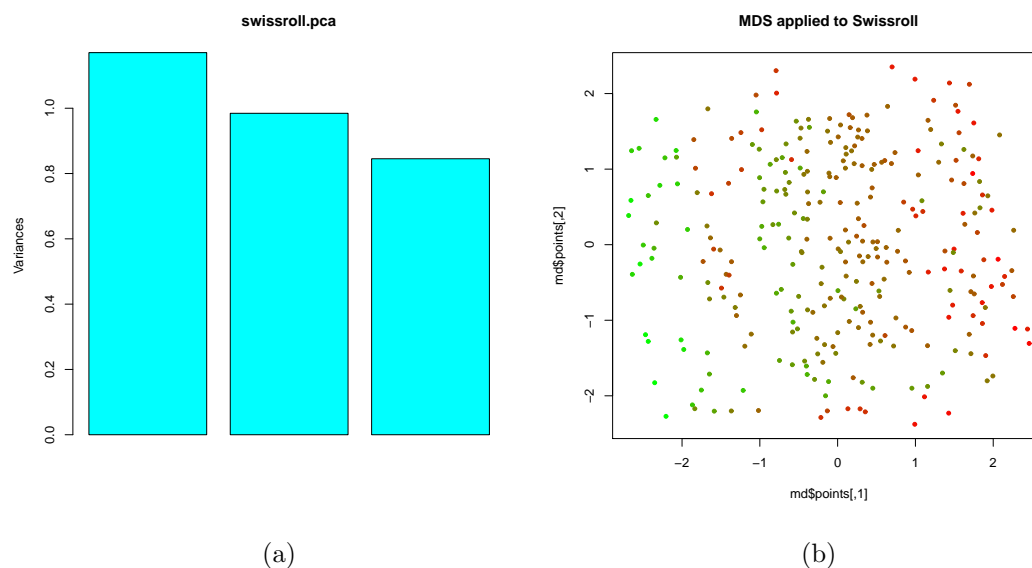 swissroll.pca
Variances
0.0
0.2
0.4
0.6
0.8
1.0
(a)
MDS applied to Swissroll
md$points[,2]
−2
−1
0
1
2
−2 −1 0 1 2
md$points[,1]
(b)